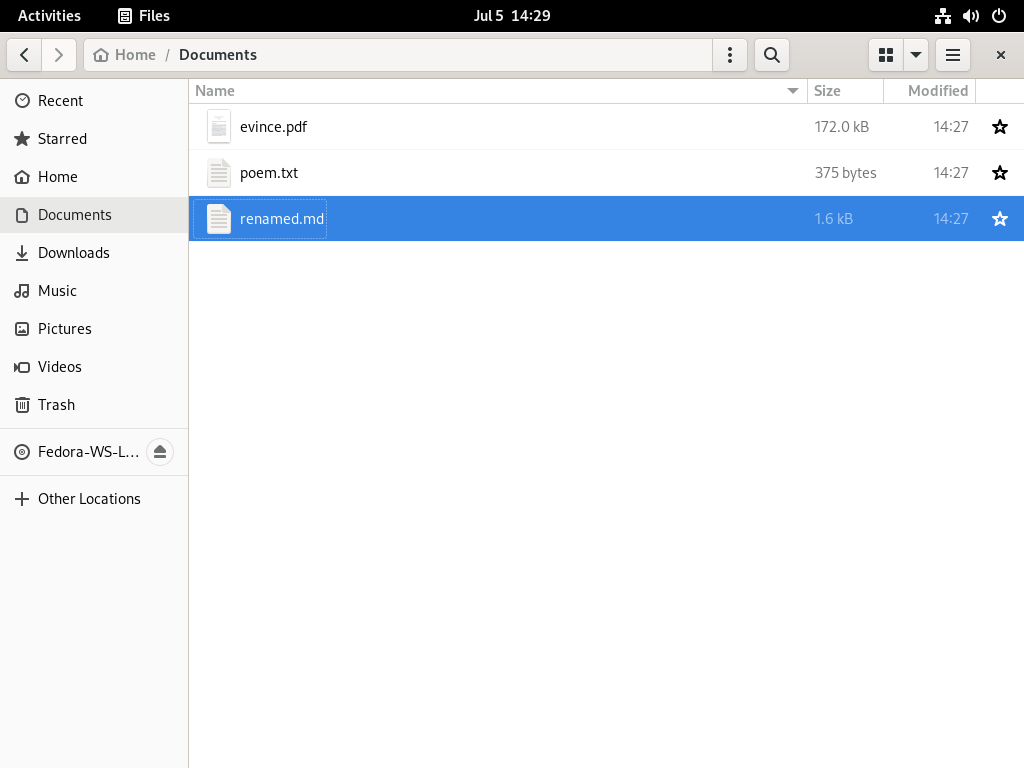 Activities Files Jul 5 14:29
Home / Documents
Name Size Modified
Recent
Starred
Home
Documents
Downloads
Music
Pictures
Videos
Trash
Fedora-WS-L...
Other Locations
evince.pdf 172.0 kB 14:27
poem.txt 375 bytes 14:27
renamed.md 1.6 kB 14:27